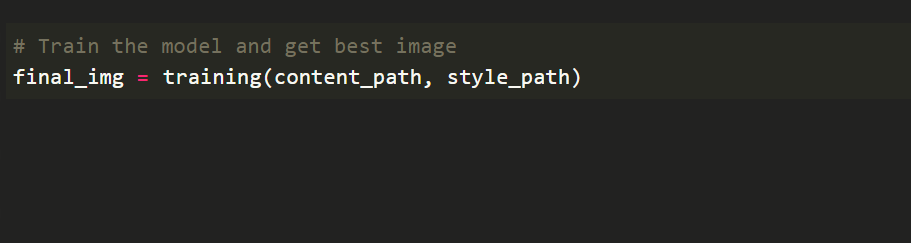 # Train the model and get best image
final_img = training(content_path, style_path)